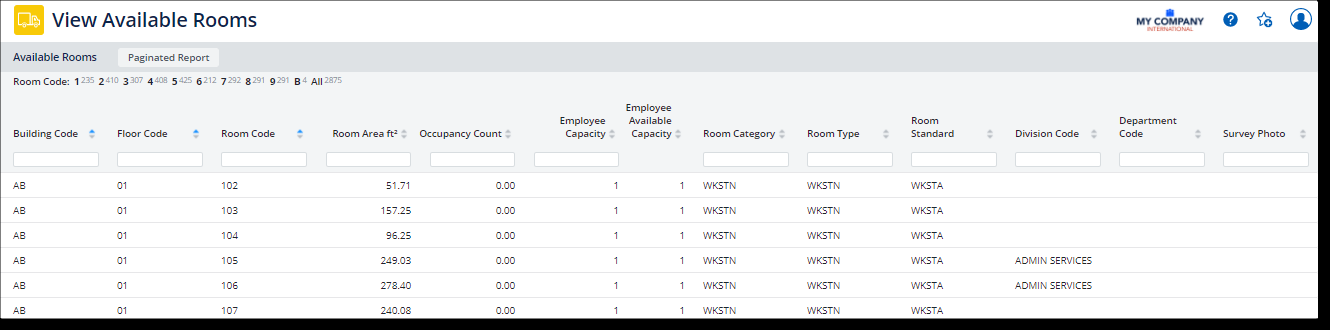 View Available Rooms
MY COMPANY
INTERNATIONAL
?
Available Rooms Paginated Report
Room Code: 1 235 2 410 3 307 4 408 5 425 6 212 7 292 8 291 9 291 B 4 All 2875
Building Code Floor Code Room Code Room Area ft² Occupancy Count Employee Capacity Employee Available Capacity Room Category Room Type Room Standard Division Code Department Code Survey Photo
AB 01 102 51.71 0.00 1 1 WKSTN WKSTN WKSTA
AB 01 103 157.25 0.00 1 1 WKSTN WKSTN WKSTA
AB 01 104 96.25 0.00 1 1 WKSTN WKSTN WKSTA
AB 01 105 249.03 0.00 1 1 WKSTN WKSTN WKSTA ADMIN SERVICES
AB 01 106 278.40 0.00 1 1 WKSTN WKSTN WKSTA ADMIN SERVICES
AB 01 107 240.08 0.00 1 1 WKSTN WKSTN WKSTA